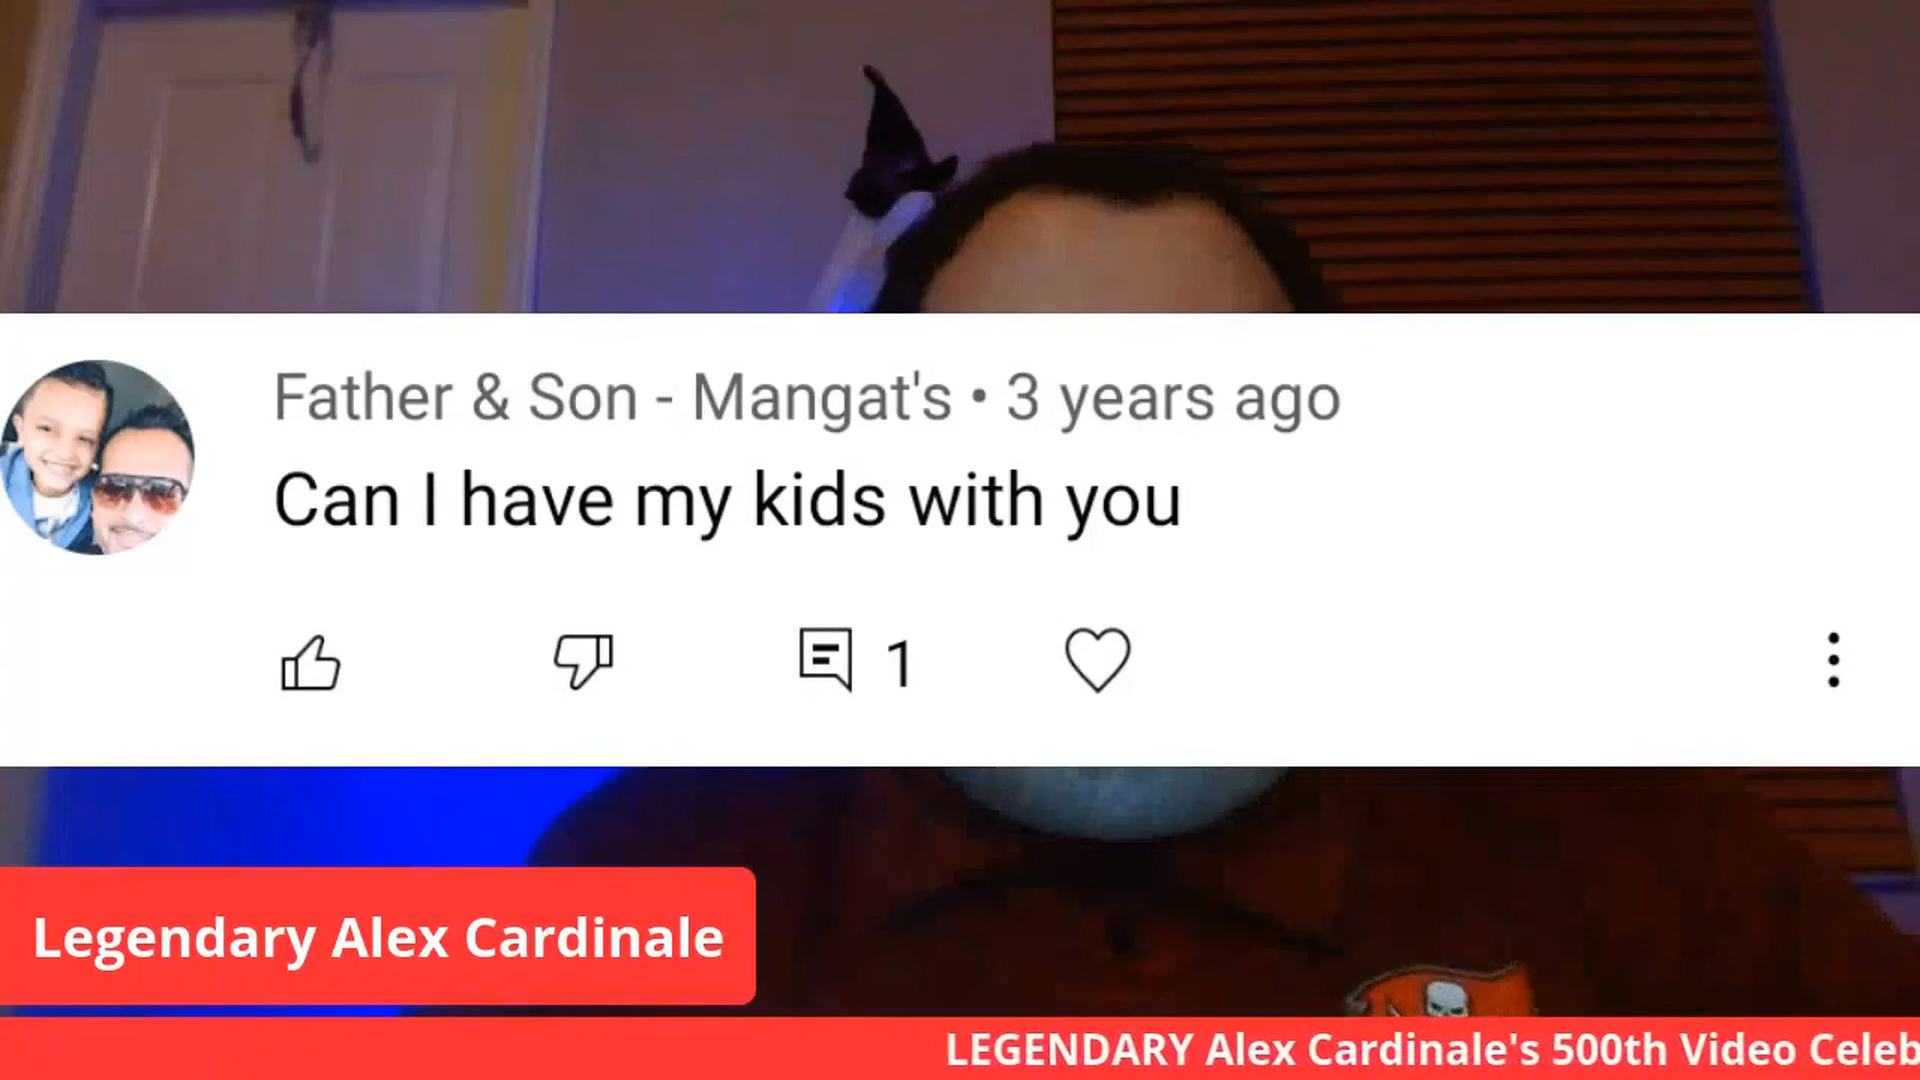 Father & Son - Mangat's • 3 years ago
Can I have my kids with you
1
Legendary Alex Cardinale
LEGENDARY Alex Cardinale's 500th Video Celeb